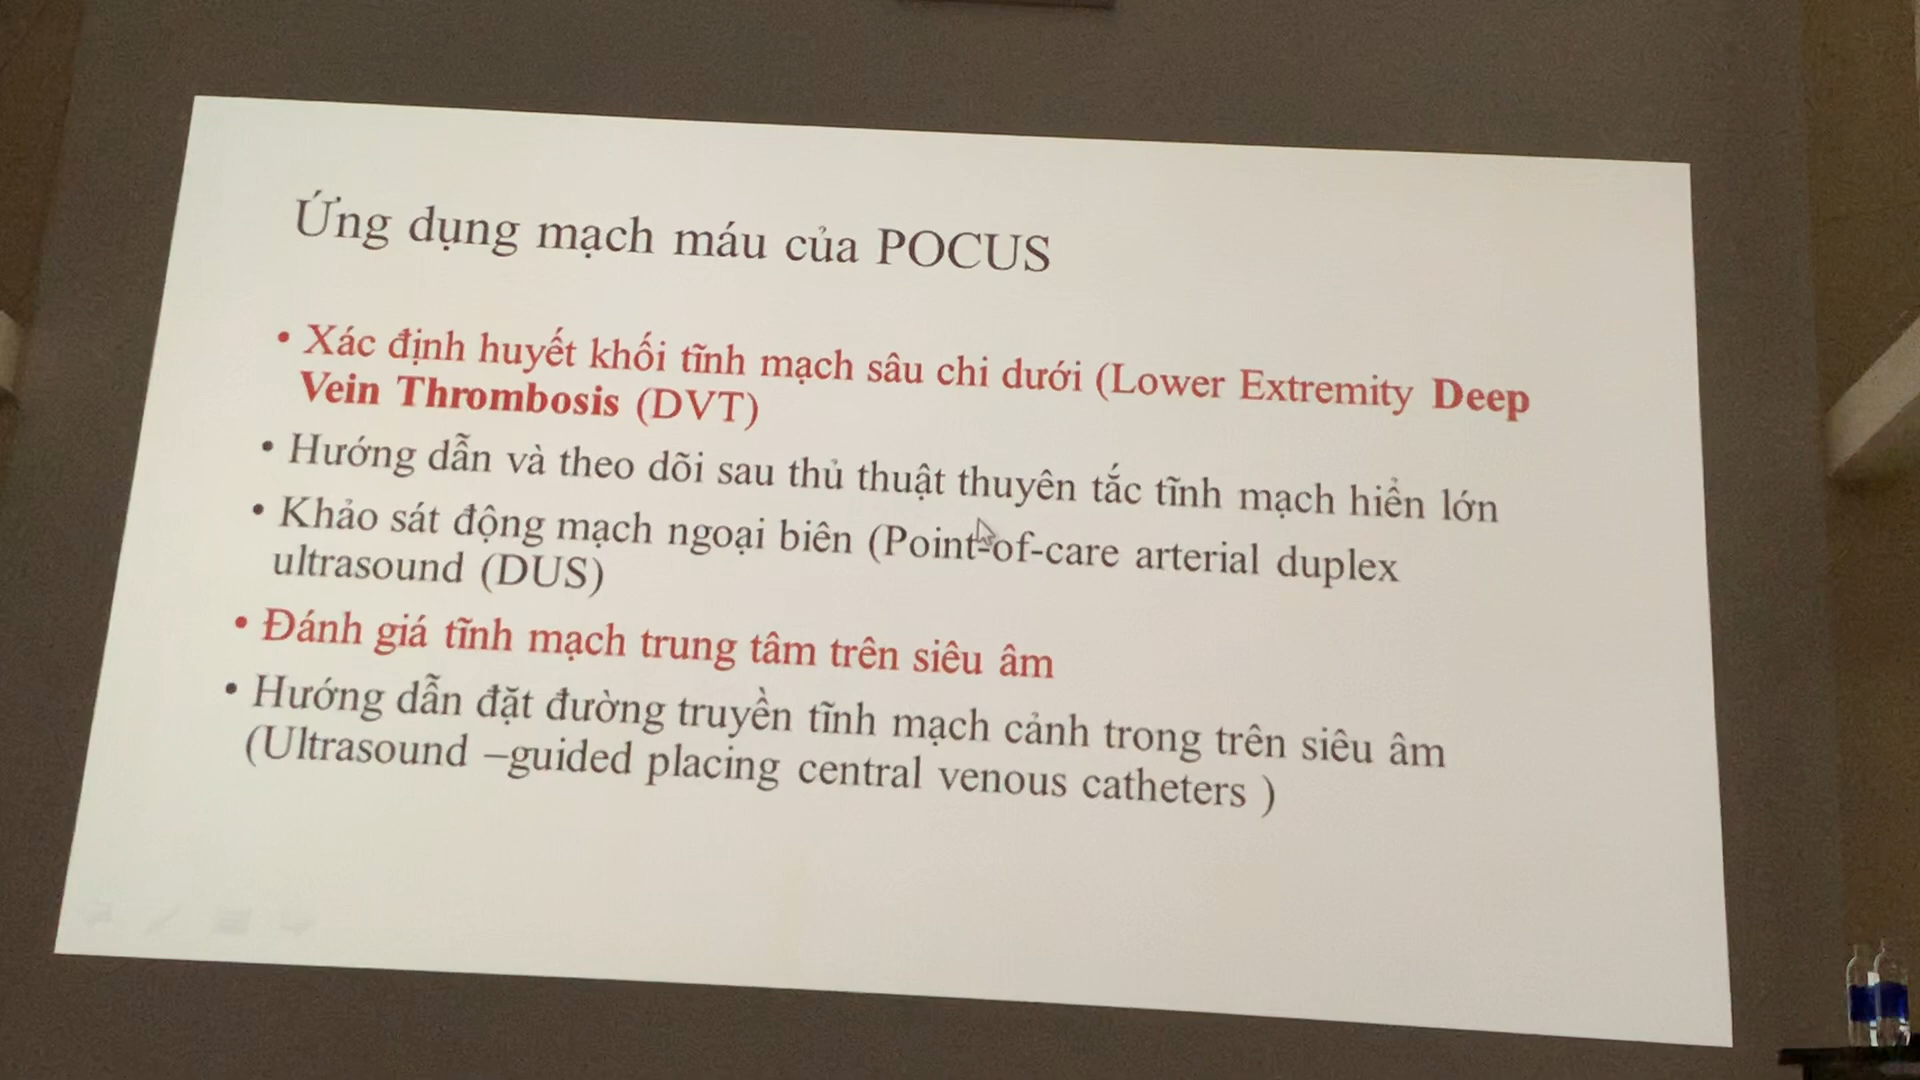 Ứng dụng mạch máu của POCUS
• Xác định huyết khối tĩnh mạch sâu chi dưới (Lower Extremity Deep
Vein Thrombosis (DVT)
• Hướng dẫn và theo dõi sau thủ thuật thuyên tắc tĩnh mạch hiển lớn
• Khảo sát động mạch ngoại biên (Point-of-care arterial duplex
ultrasound (DUS)
• Đánh giá tĩnh mạch trung tâm trên siêu âm
• Hướng dẫn đặt đường truyền tĩnh mạch cảnh trong trên siêu âm
(Ultrasound –guided placing central venous catheters )